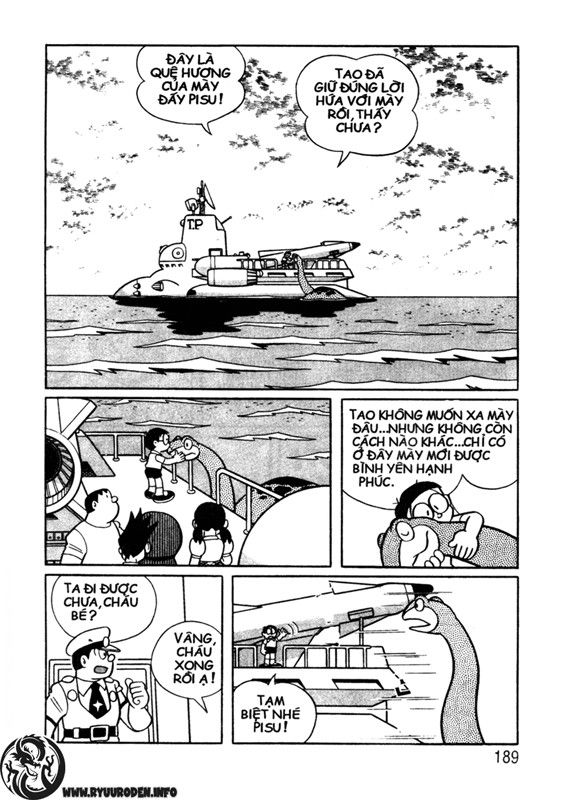 ĐÂY LÀ
QUÊ HƯƠNG
CỦA MÀY
ĐẤY PISU!
TAO ĐÃ
GIỮ ĐÚNG LỜI
HỨA VỚI MÀY
RỒI, THẤY
CHƯA?
T.P
TAO KHÔNG MUỐN XA MÀY
ĐÂU...NHƯNG KHÔNG CÒN
CÁCH NÀO KHÁC...CHỈ CÓ
Ở ĐÂY MÀY MỚI ĐƯỢC
BÌNH YÊN HẠNH
PHÚC.
TA ĐI ĐƯỢC
CHƯA, CHÁU
BÉ?
VÂNG,
CHÁU
XONG
RỒI Ạ!
TẠM
BIỆT NHÉ
PISU!
189
WWW.RYUURODEN.INFO